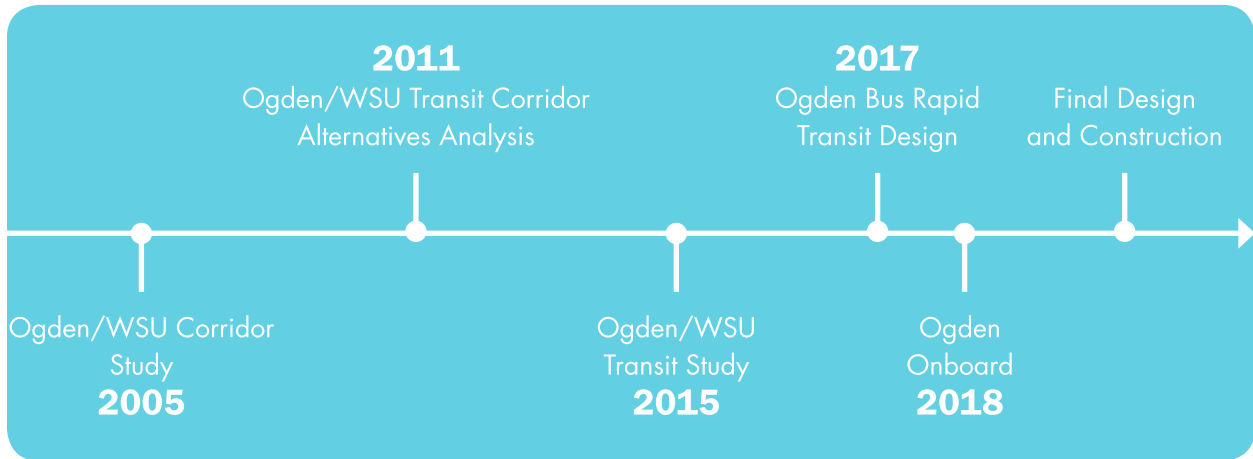 2011
Ogden/WSU Transit Corridor
Alternatives Analysis
2017
Ogden Bus Rapid
Transit Design
Final Design
and Construction
Ogden/WSU Corridor
Study
2005
Ogden/WSU
Transit Study
2015
Ogden
Onboard
2018